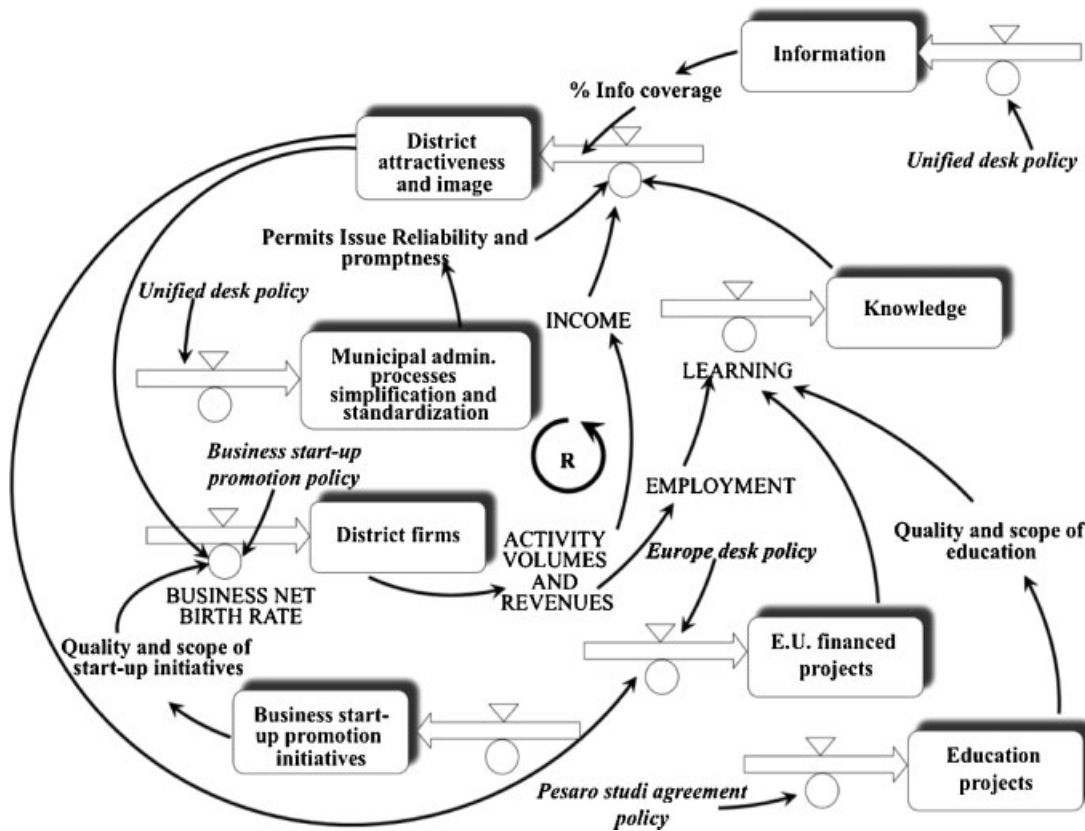 Information
% Info coverage
District
attractiveness
and image
Unified desk policy
Permits Issue Reliability and
promptness
Unified desk policy
INCOME
Knowledge
Municipal admin.
processes
simplification and
standardization
LEARNING
R
Business start-up
promotion policy
EMPLOYMENT
District firms
ACTIVITY
VOLUMES
AND
REVENUES
Europe desk policy
Quality and scope of
education
BUSINESS NET
BIRTH RATE
Quality and scope of
start-up initiatives
E.U. financed
projects
Business start-
up promotion
initiatives
Education
projects
Pesaro studi agreement
policy